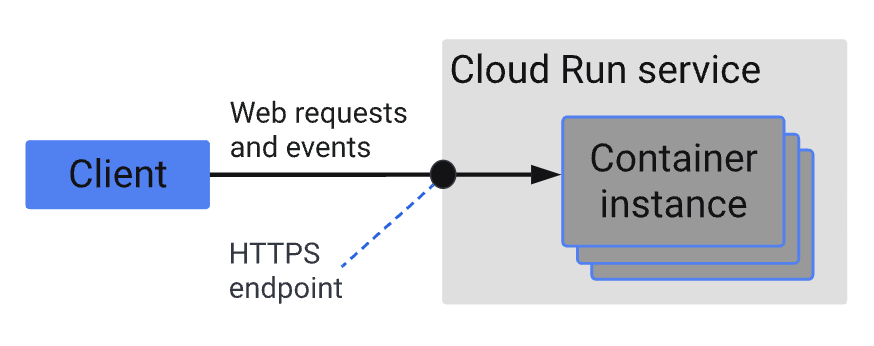 Cloud Run service
Web requests
and events
Client
Container
instance
HTTPS
endpoint